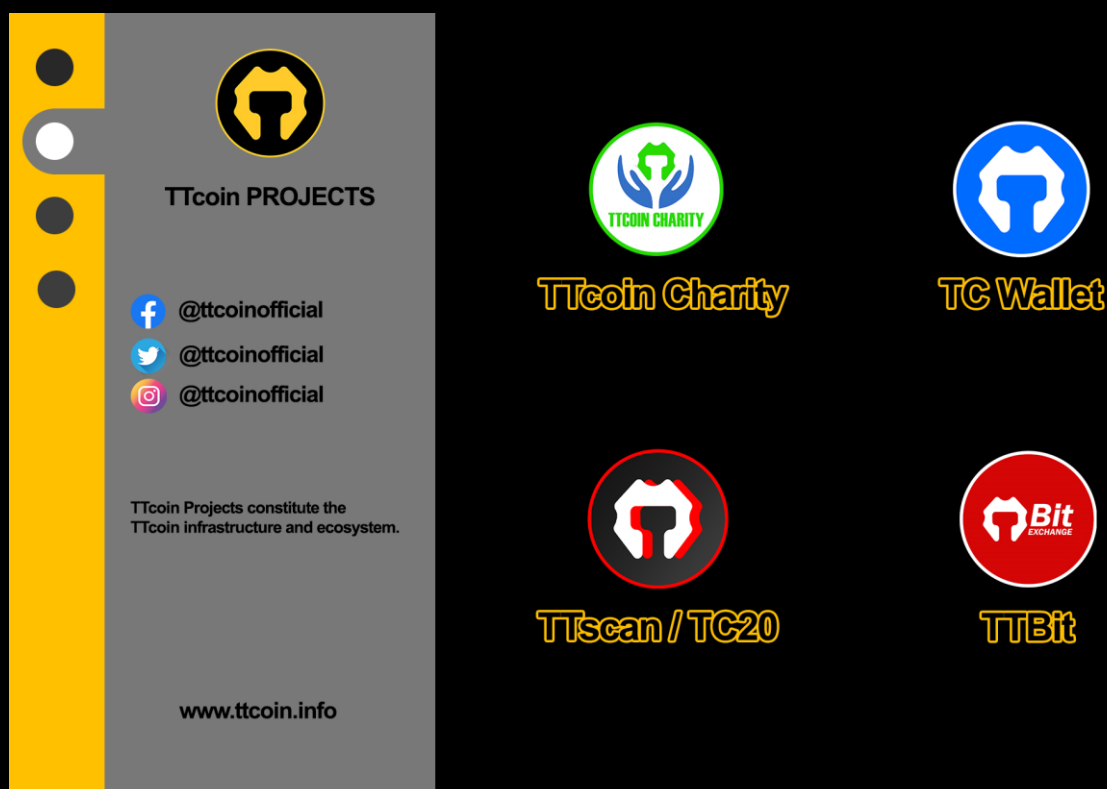 TTcoin PROJECTS
@ttcoinofficial
@ttcoinofficial
@ttcoinofficial
TTcoin Projects constitute the
TTcoin infrastructure and ecosystem.
www.ttcoin.info
TTCOIN CHARITY
TTcoin Charity
TC Wallet
TTscan / TC20
Bit
EXCHANGE
TTBit